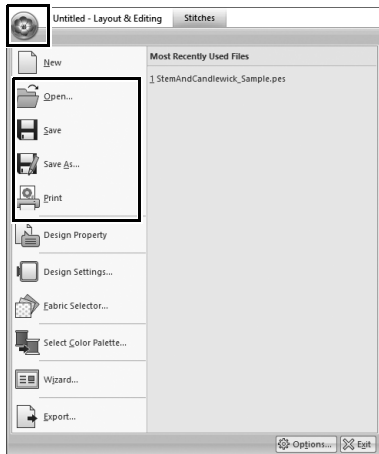 Untitled - Layout & Editing Stitches
New
Most Recently Used Files
1 StemAndCandlewick_Sample.pes
Open...
Save
Save As...
Print
Design Property
Design Settings...
Fabric Selector...
Select Color Palette...
Wizard...
Export...
Options... Exit